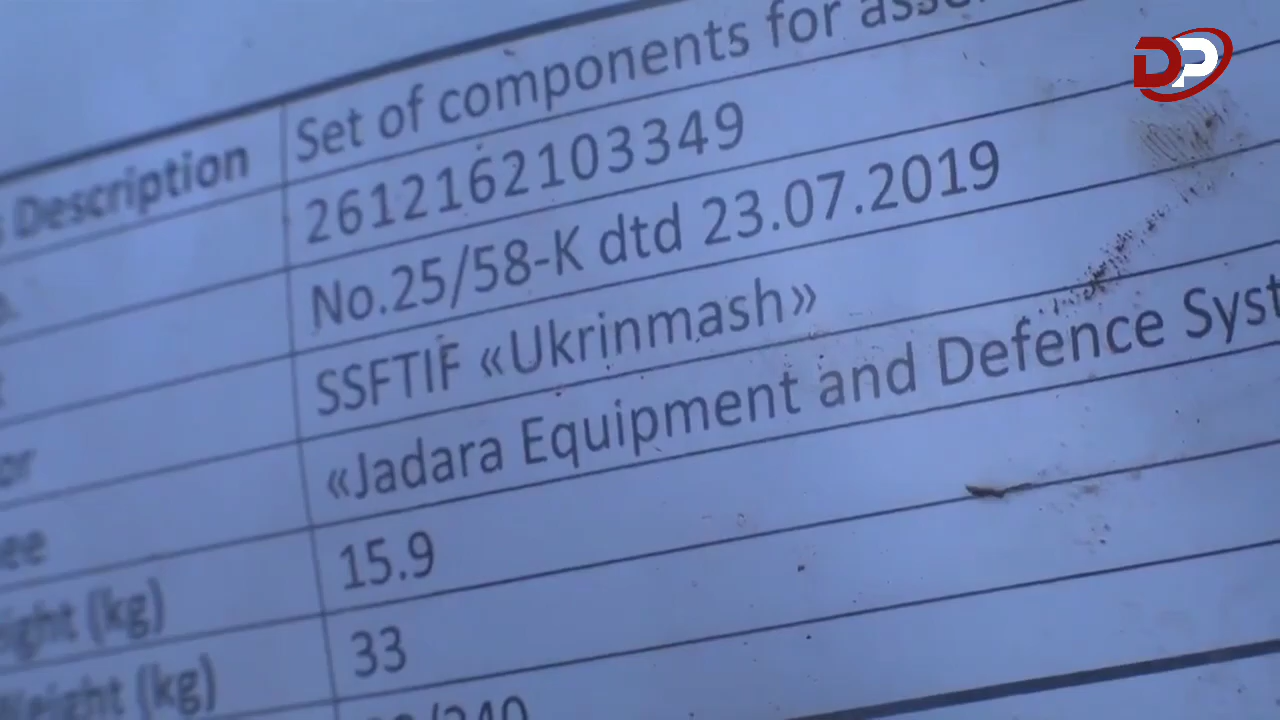 DP
Description Set of components for
2612162103349
No.25/58-K dtd 23.07.2019
SSFTIF «Ukrinmash»
«Jadara Equipment and Defence Syst
15.9
(kg) 33
Weight (kg)